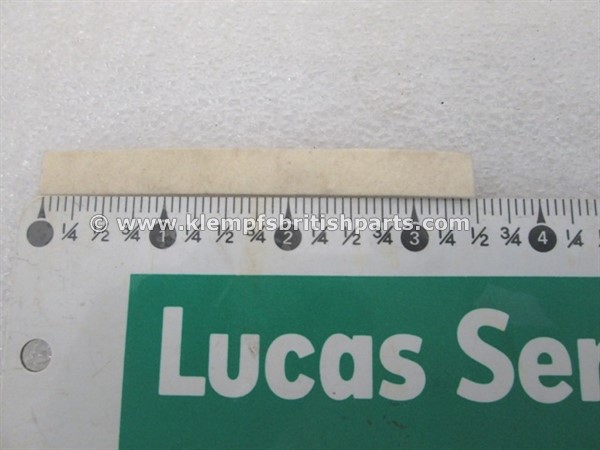 © www.klempfsbritishparts.com ©
¼ ½ ¾ 1 ¼ ½ ¾ 2 ¼ ½ ¾ 3 ¼ ½ ¾ 4 ¼
Lucas Ser